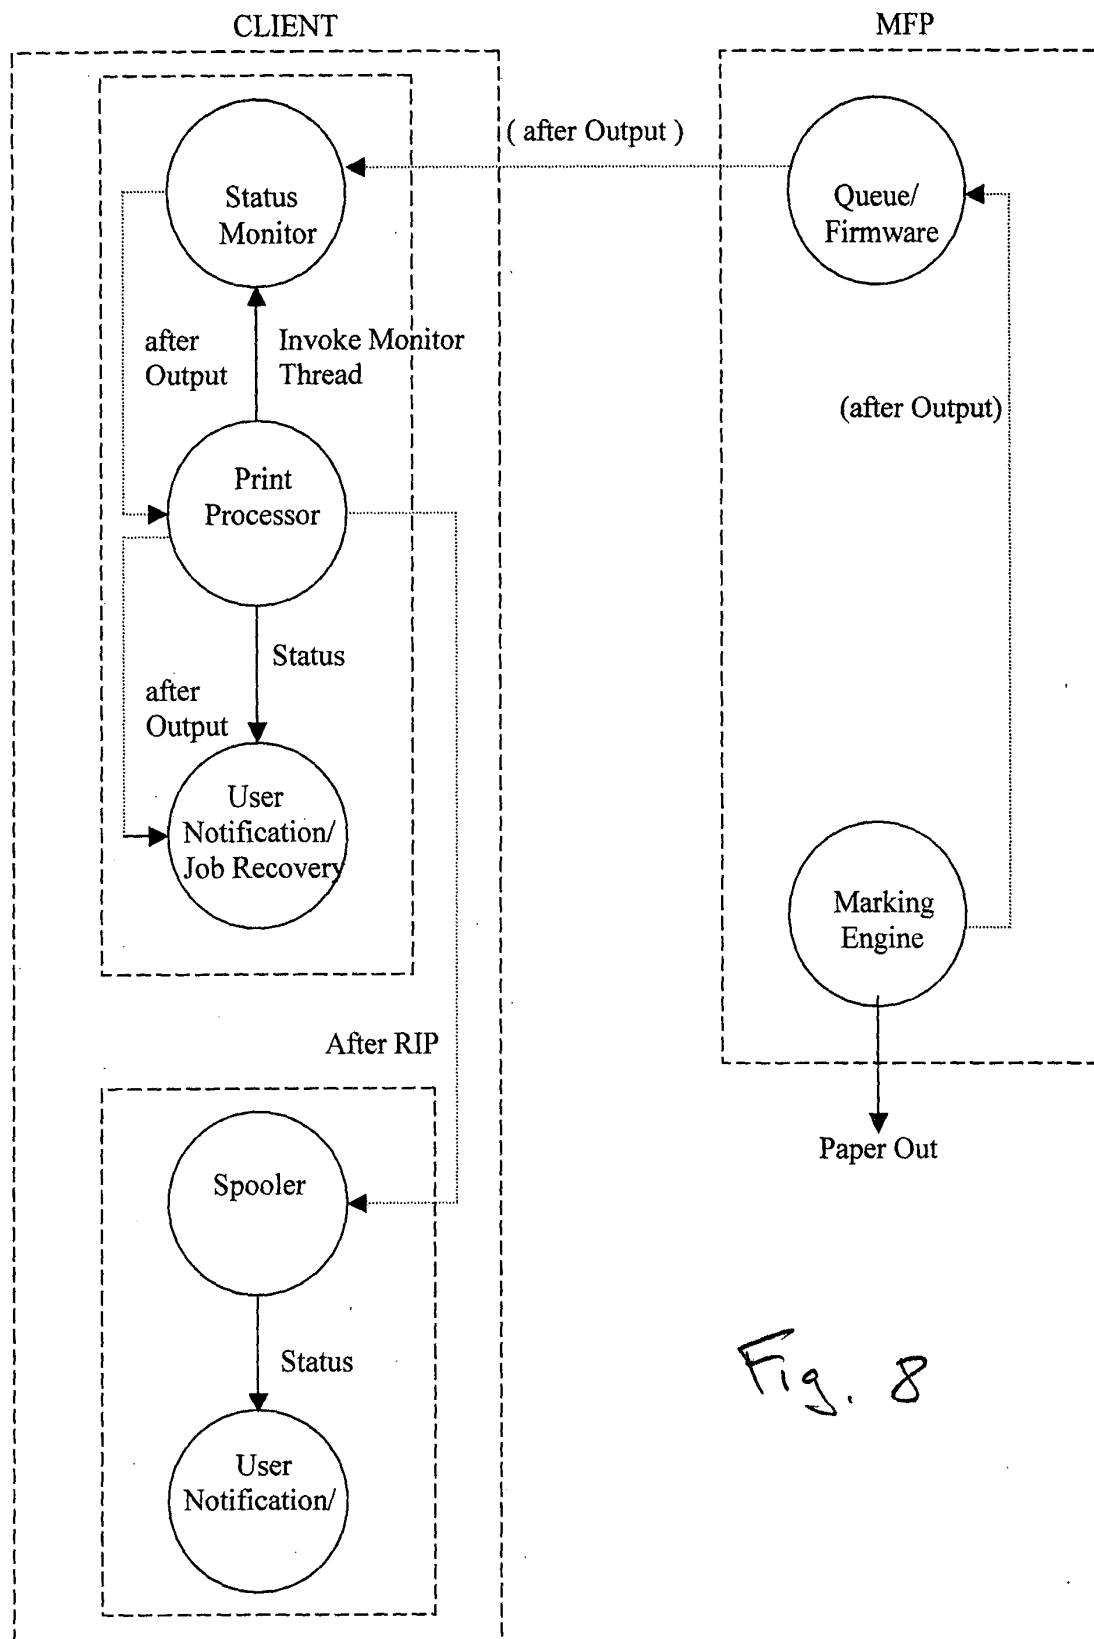 CLIENT
MFP
( after Output )
Status
Monitor
Queue/
Firmware
after
Output
Invoke Monitor
Thread
(after Output)
Print
Processor
Status
after
Output
User
Notification/
Job Recovery
Marking
Engine
After RIP
Paper Out
Spooler
Status
User
Notification/
Fig. 8